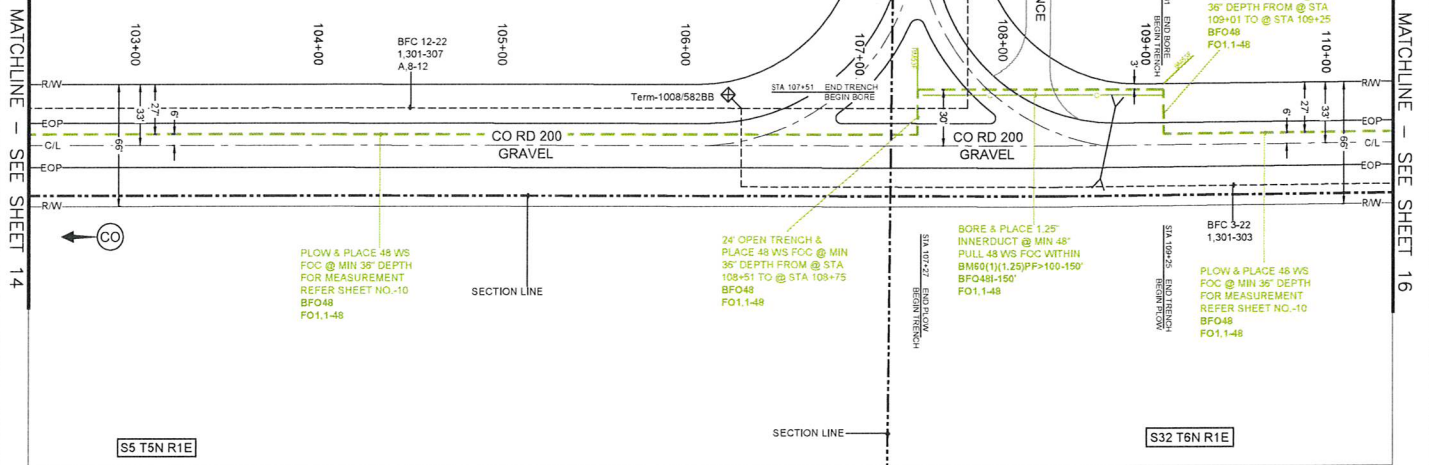 MATCHLINE — SEE SHEET 14
103+00
104+00
105+00
106+00
107+00
108+00
109+00
110+00
MATCHLINE — SEE SHEET 16
BFC 12-22
1,301-307
A,8-12
Term-1008/582BB
STA 107+51 END TRENCH
BEGIN BORE
END BORE
BEGIN TRENCH
36" DEPTH FROM @ STA
109+01 TO @ STA 109+25
BFO48
FO1.1-48
R/W
EOP
C/L
EOP
R/W
66'
33'
27'
6'
CO RD 200
GRAVEL
30'
CO RD 200
GRAVEL
3'
6'
27'
33'
66'
R/W
EOP
C/L
EOP
R/W
CO
PLOW & PLACE 48 WS
FOC @ MIN 36" DEPTH
FOR MEASUREMENT
REFER SHEET NO.-10
BFO48
FO1.1-48
SECTION LINE
24' OPEN TRENCH &
PLACE 48 WS FOC @ MIN
36" DEPTH FROM @ STA
108+51 TO @ STA 108+75
BFO48
FO1.1-48
STA 107+27 END PLOW
BEGIN TRENCH
BORE & PLACE 1.25"
INNERDUCT @ MIN 48"
PULL 48 WS FOC WITHIN
BM60(1)(1.25)PF>100-150'
BFO48I-150'
FO1.1-48
STA 109+25 END TRENCH
BEGIN PLOW
BFC 3-22
1,301-303
PLOW & PLACE 48 WS
FOC @ MIN 36" DEPTH
FOR MEASUREMENT
REFER SHEET NO.-10
BFO48
FO1.1-48
SECTION LINE
S5 T5N R1E
S32 T6N R1E